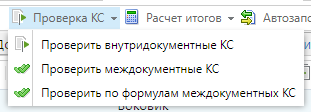 Проверка КС Расчет итогов Автозапо
Проверить внутридокументные КС
Проверить междокументные КС
Проверить по формулам междокументных КС